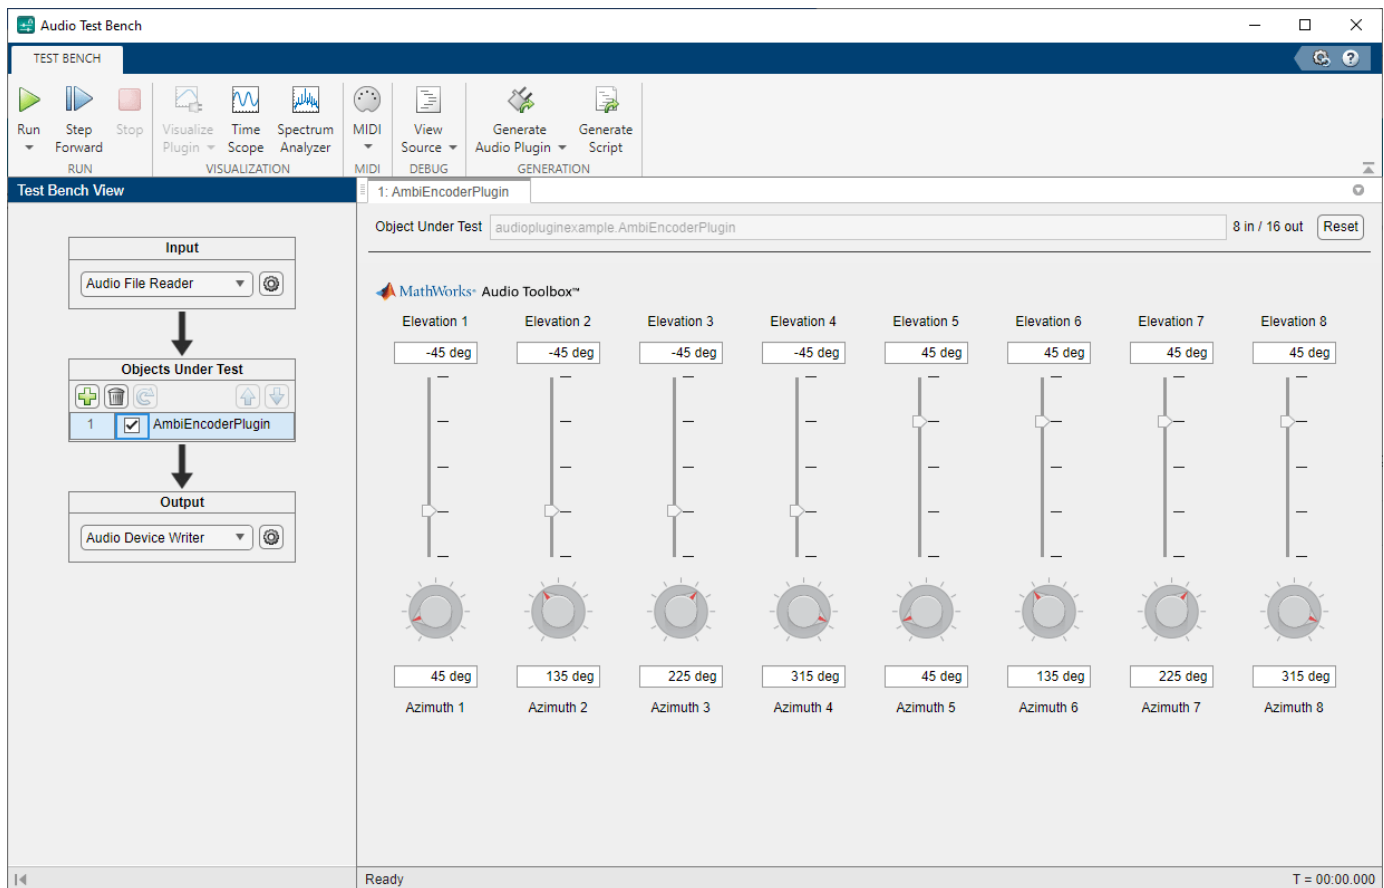 Audio Test Bench
TEST BENCH
Run
Step Forward
Stop
Visualize Plugin
Time Scope
Spectrum Analyzer
MIDI
View Source
Generate Audio Plugin
Generate Script
RUN
VISUALIZATION
MIDI
DEBUG
GENERATION
Test Bench View
1: AmbiEncoderPlugin
Object Under Test
audiopluginexample.AmbiEncoderPlugin
8 in / 16 out
Reset
Input
Audio File Reader
Objects Under Test
1 AmbiEncoderPlugin
Output
Audio Device Writer
MathWorks® Audio Toolbox™
Elevation 1 Elevation 2 Elevation 3 Elevation 4 Elevation 5 Elevation 6 Elevation 7 Elevation 8
-45 deg -45 deg -45 deg -45 deg 45 deg 45 deg 45 deg 45 deg
45 deg 135 deg 225 deg 315 deg 45 deg 135 deg 225 deg 315 deg
Azimuth 1 Azimuth 2 Azimuth 3 Azimuth 4 Azimuth 5 Azimuth 6 Azimuth 7 Azimuth 8
Ready
T = 00:00.000